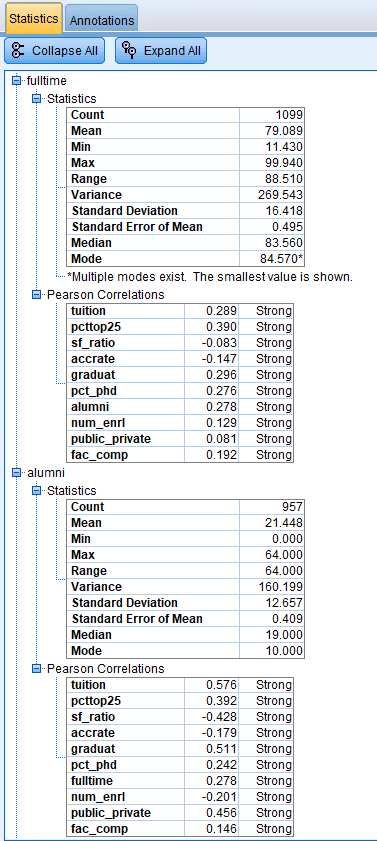 Statistics Annotations
Collapse All Expand All
fulltime
Statistics
Count 1099
Mean 79.089
Min 11.430
Max 99.940
Range 88.510
Variance 269.543
Standard Deviation 16.418
Standard Error of Mean 0.495
Median 83.560
Mode 84.570*
*Multiple modes exist. The smallest value is shown.
Pearson Correlations
tuition 0.289 Strong
pcttop25 0.390 Strong
sf_ratio -0.083 Strong
accrate -0.147 Strong
graduat 0.296 Strong
pct_phd 0.276 Strong
alumni 0.278 Strong
num_enrl 0.129 Strong
public_private 0.081 Strong
fac_comp 0.192 Strong
alumni
Statistics
Count 957
Mean 21.448
Min 0.000
Max 64.000
Range 64.000
Variance 160.199
Standard Deviation 12.657
Standard Error of Mean 0.409
Median 19.000
Mode 10.000
Pearson Correlations
tuition 0.576 Strong
pcttop25 0.392 Strong
sf_ratio -0.428 Strong
accrate -0.179 Strong
graduat 0.511 Strong
pct_phd 0.242 Strong
fulltime 0.278 Strong
num_enrl -0.201 Strong
public_private 0.456 Strong
fac_comp 0.146 Strong